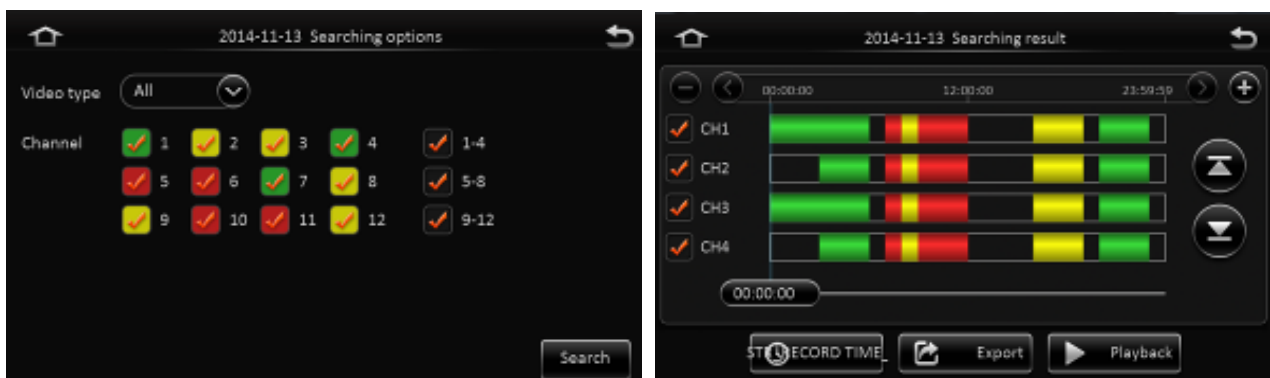 2014-11-13 Searching options
Video type All
Channel 1 2 3 4 1-4
5 6 7 8 5-8
9 10 11 12 9-12
Search
2014-11-13 Searching result
00:00:00 12:00:00 23:59:59
CH1
CH2
CH3
CH4
00:00:00
RECORD TIME_ Export Playback